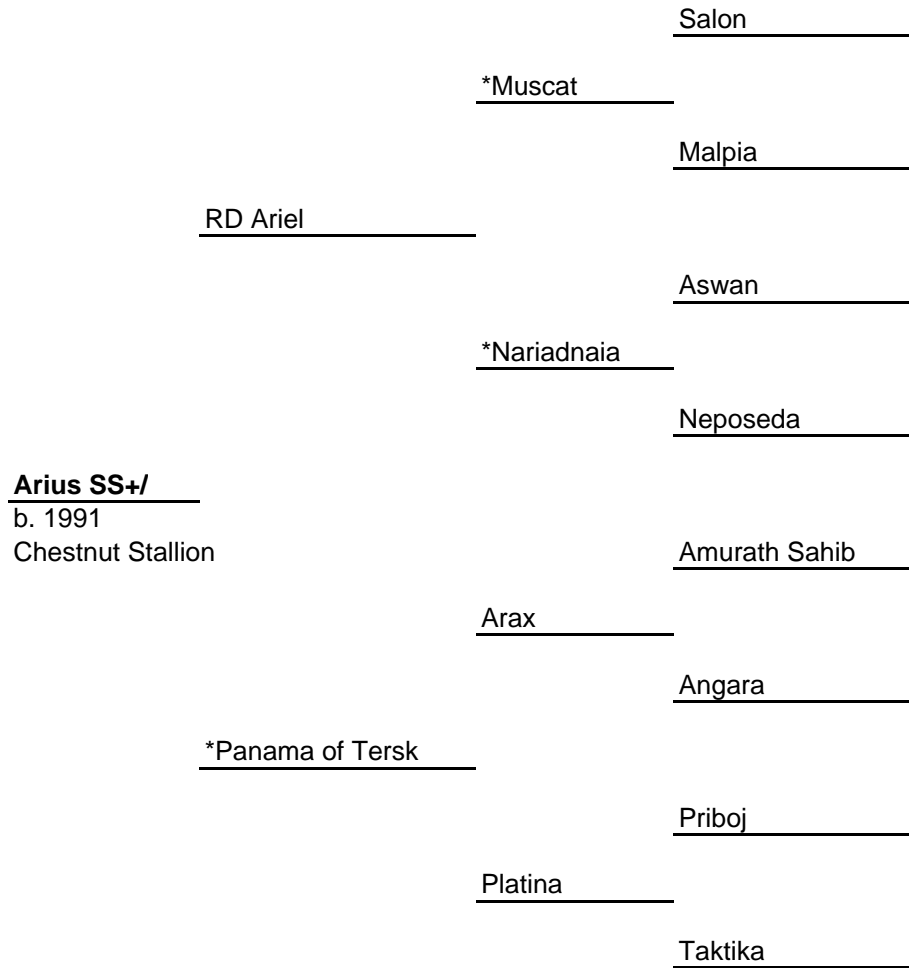 Salon
*Muscat
Malpia
RD Ariel
Aswan
*Nariadnaia
Neposeda
Arius SS+/
b. 1991
Chestnut Stallion
Amurath Sahib
Arax
Angara
*Panama of Tersk
Priboj
Platina
Taktika